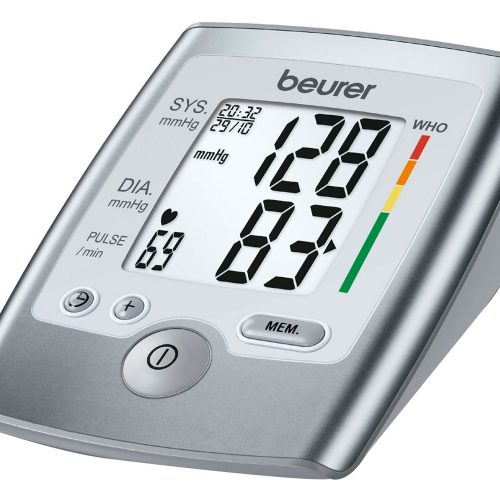 beurer
SYS.
mmHg
20:32
29/10
mmHg
128
WHO
DIA.
mmHg
83
PULSE
/min
69
+
MEM.